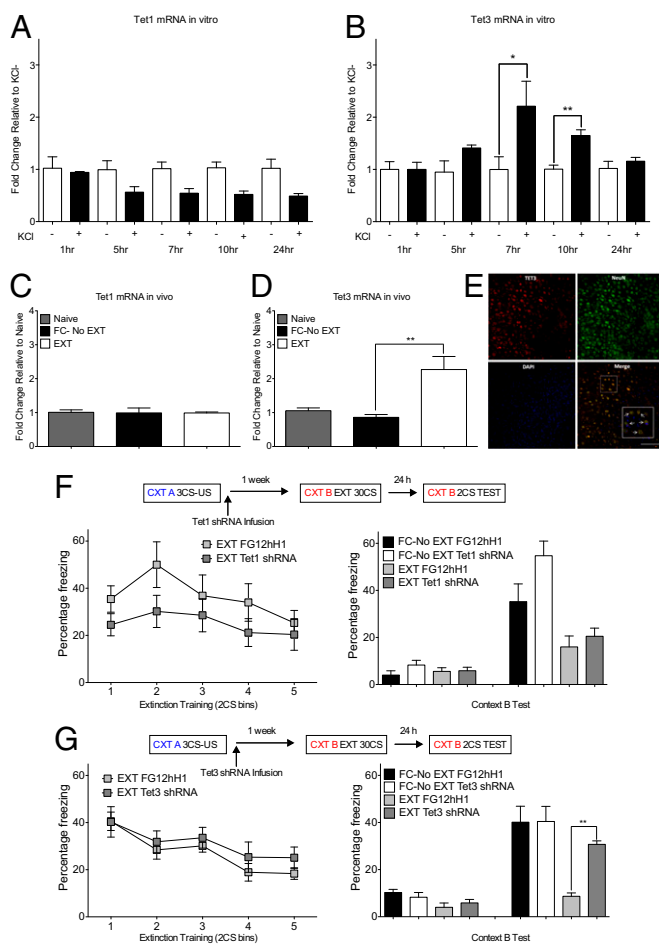 A
Tet1 mRNA in vitro
Fold Change Relative to KCl-
3
2
1
0
KCl
- + - + - + - + - +
1hr 5hr 7hr 10hr 24hr
B
Tet3 mRNA in vitro
Fold Change Relative to KCl-
3
2
1
0
*
**
KCl
- + - + - + - + - +
1hr 5hr 7hr 10hr 24hr
C
Tet1 mRNA in vivo
Fold Change Relative to Naive
4
3
2
1
0
Naive
FC- No EXT
EXT
D
Tet3 mRNA in vivo
Fold Change Relative to Naive
4
3
2
1
0
Naive
FC-No EXT
EXT
**
E
TET3
NeuN
DAPI
Merge
F
CXT A 3CS-US
1 week
CXT B EXT 30CS
24 h
CXT B 2CS TEST
Tet1 shRNA Infusion
Percentage freezing
60
40
20
0
EXT FG12hH1
EXT Tet1 shRNA
1 2 3 4 5
Extinction Training (2CS bins)
Percentage freezing
60
40
20
0
FC-No EXT FG12hH1
FC-No EXT Tet1 shRNA
EXT FG12hH1
EXT Tet1 shRNA
Context B Test
G
CXT A 3CS-US
1 week
CXT B EXT 30CS
24 h
CXT B 2CS TEST
Tet3 shRNA Infusion
Percentage freezing
60
40
20
0
EXT FG12hH1
EXT Tet3 shRNA
1 2 3 4 5
Extinction Training (2CS bins)
Percentage freezing
60
40
20
0
FC-No EXT FG12hH1
FC-No EXT Tet3 shRNA
EXT FG12hH1
EXT Tet3 shRNA
**
Context B Test